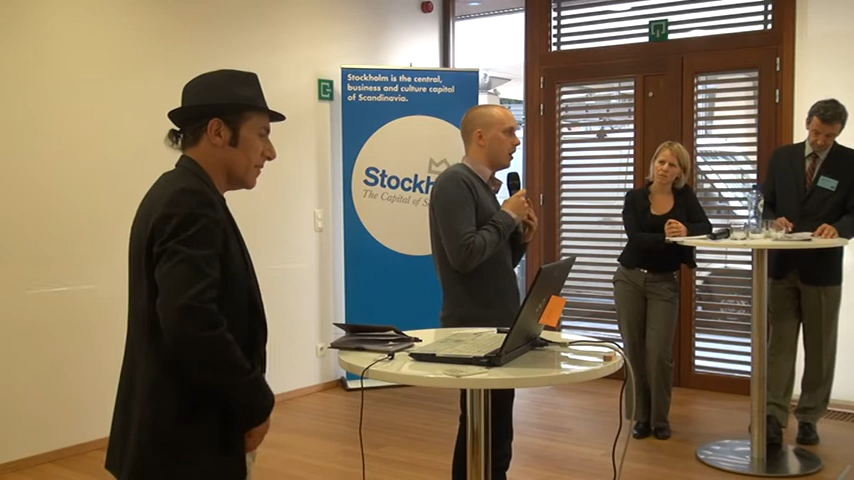 Stockholm is the central,
business and culture capital
of Scandinavia.
Stockh
The Capital of S